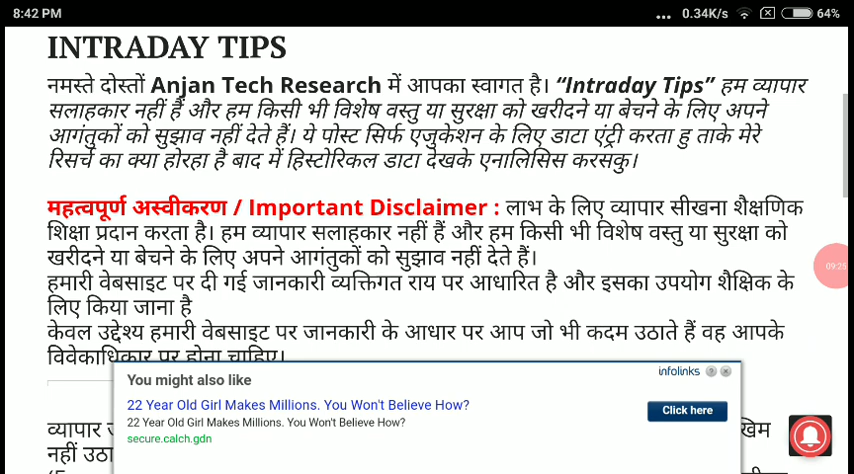 8:42 PM
... 0.34K/s 64%
INTRADAY TIPS
नमस्ते दोस्तों Anjan Tech Research में आपका स्वागत है। “Intraday Tips” हम व्यापार
सलाहकार नहीं हैं और हम किसी भी विशेष वस्तु या सुरक्षा को खरीदने या बेचने के लिए अपने
आगंतुकों को सुझाव नहीं देते हैं। ये पोस्ट सिर्फ एजुकेशन के लिए डाटा एंट्री करता हु ताके मेरे
रिसर्च का क्या होरहा है बाद में हिस्टोरिकल डाटा देखके एनालिसिस करसकु।
महत्वपूर्ण अस्वीकरण / Important Disclaimer : लाभ के लिए व्यापार सीखना शैक्षणिक
शिक्षा प्रदान करता है। हम व्यापार सलाहकार नहीं हैं और हम किसी भी विशेष वस्तु या सुरक्षा को
खरीदने या बेचने के लिए अपने आगंतुकों को सुझाव नहीं देते हैं।
हमारी वेबसाइट पर दी गई जानकारी व्यक्तिगत राय पर आधारित है और इसका उपयोग शैक्षिक के
09:25
लिए किया जाना है
केवल उद्देश्य हमारी वेबसाइट पर जानकारी के आधार पर आप जो भी कदम उठाते हैं वह आपके
विवेकाधिकार पर होना चाहिए।
infolinks
You might also like
22 Year Old Girl Makes Millions. You Won't Believe How?
22 Year Old Girl Makes Millions. You Won't Believe How?
secure.calch.gdn
Click here
व्यापार
नहीं उठा